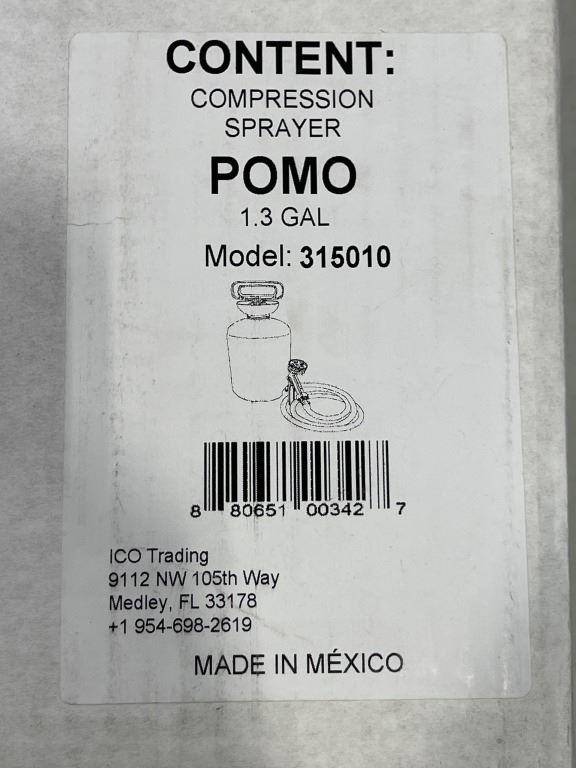 CONTENT:
COMPRESSION
SPRAYER
POMO
1.3 GAL
Model: 315010
8 80651 00342 7
ICO Trading
9112 NW 105th Way
Medley, FL 33178
+1 954-698-2619
MADE IN MÉXICO